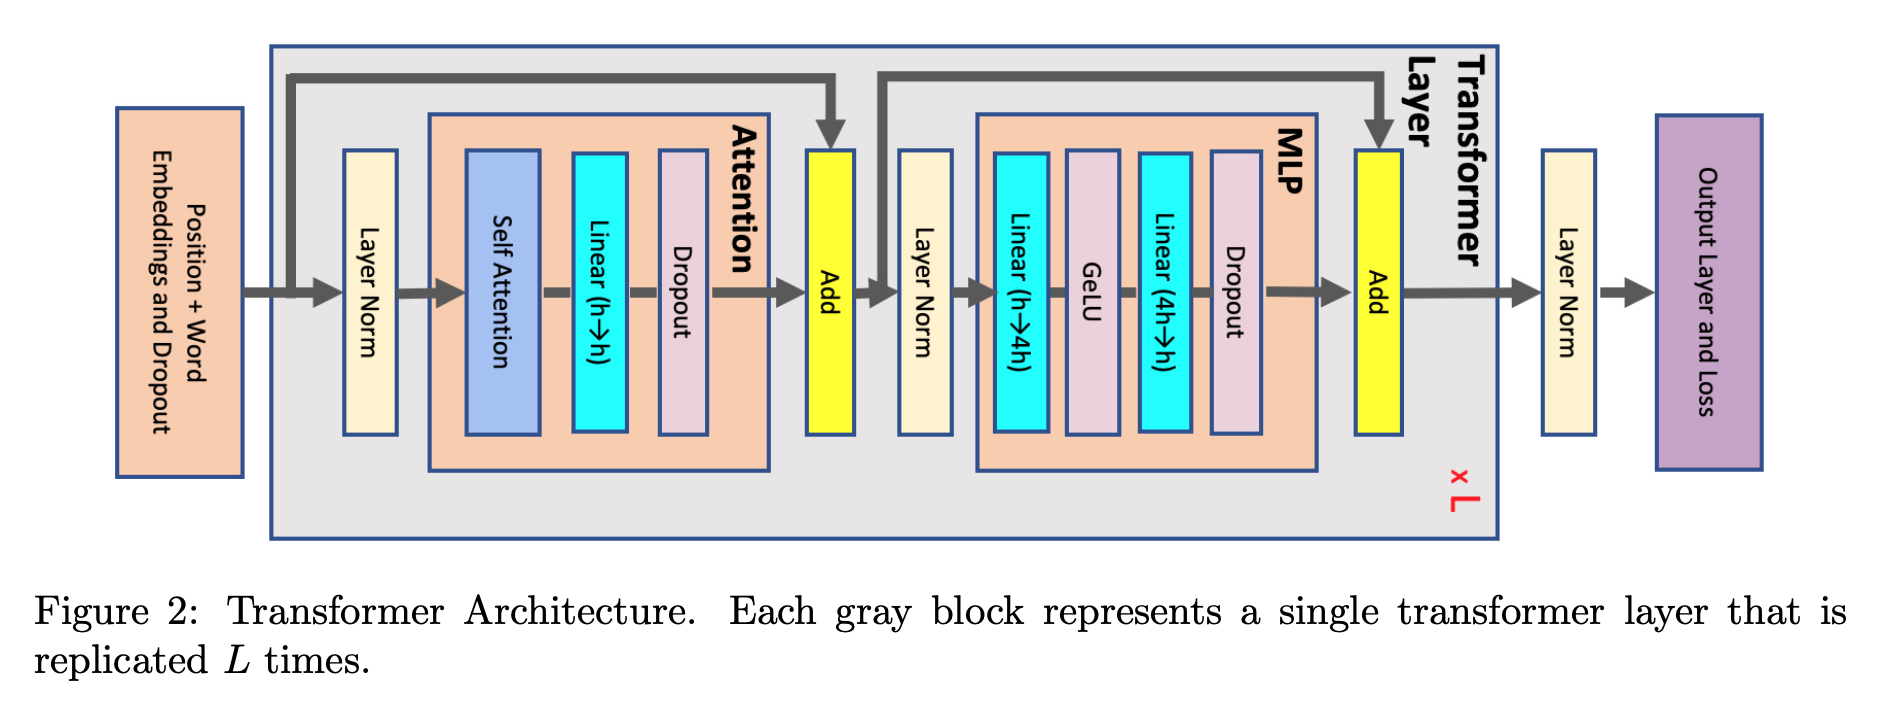 Position + Word
Embeddings and Dropout
Layer Norm
Attention
Self Attention
Linear (h→h)
Dropout
Add
Layer Norm
MLP
Linear (h→4h)
GeLU
Linear (4h→h)
Dropout
Add
Transformer
Layer
x L
Layer Norm
Output Layer and Loss
Figure 2: Transformer Architecture. Each gray block represents a single transformer layer that is
replicated L times.